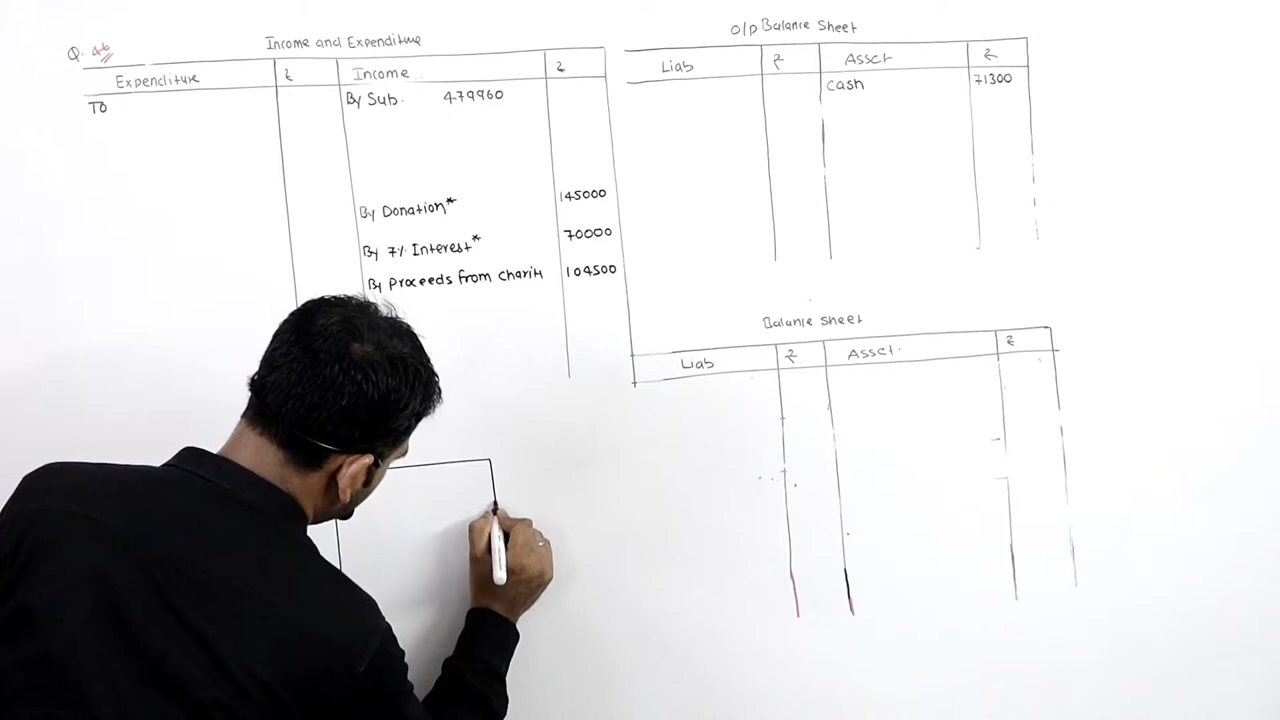 Q. 46
Income and Expenditure
Expenditure ₹ Income ₹
To By Sub. 479960
By Donation* 145000
By 7% Interest* 70000
By Proceeds from charit 104500
O/p Balance Sheet
Liab ₹ Asset ₹
cash 71300
Balance Sheet
Liab ₹ Asset ₹